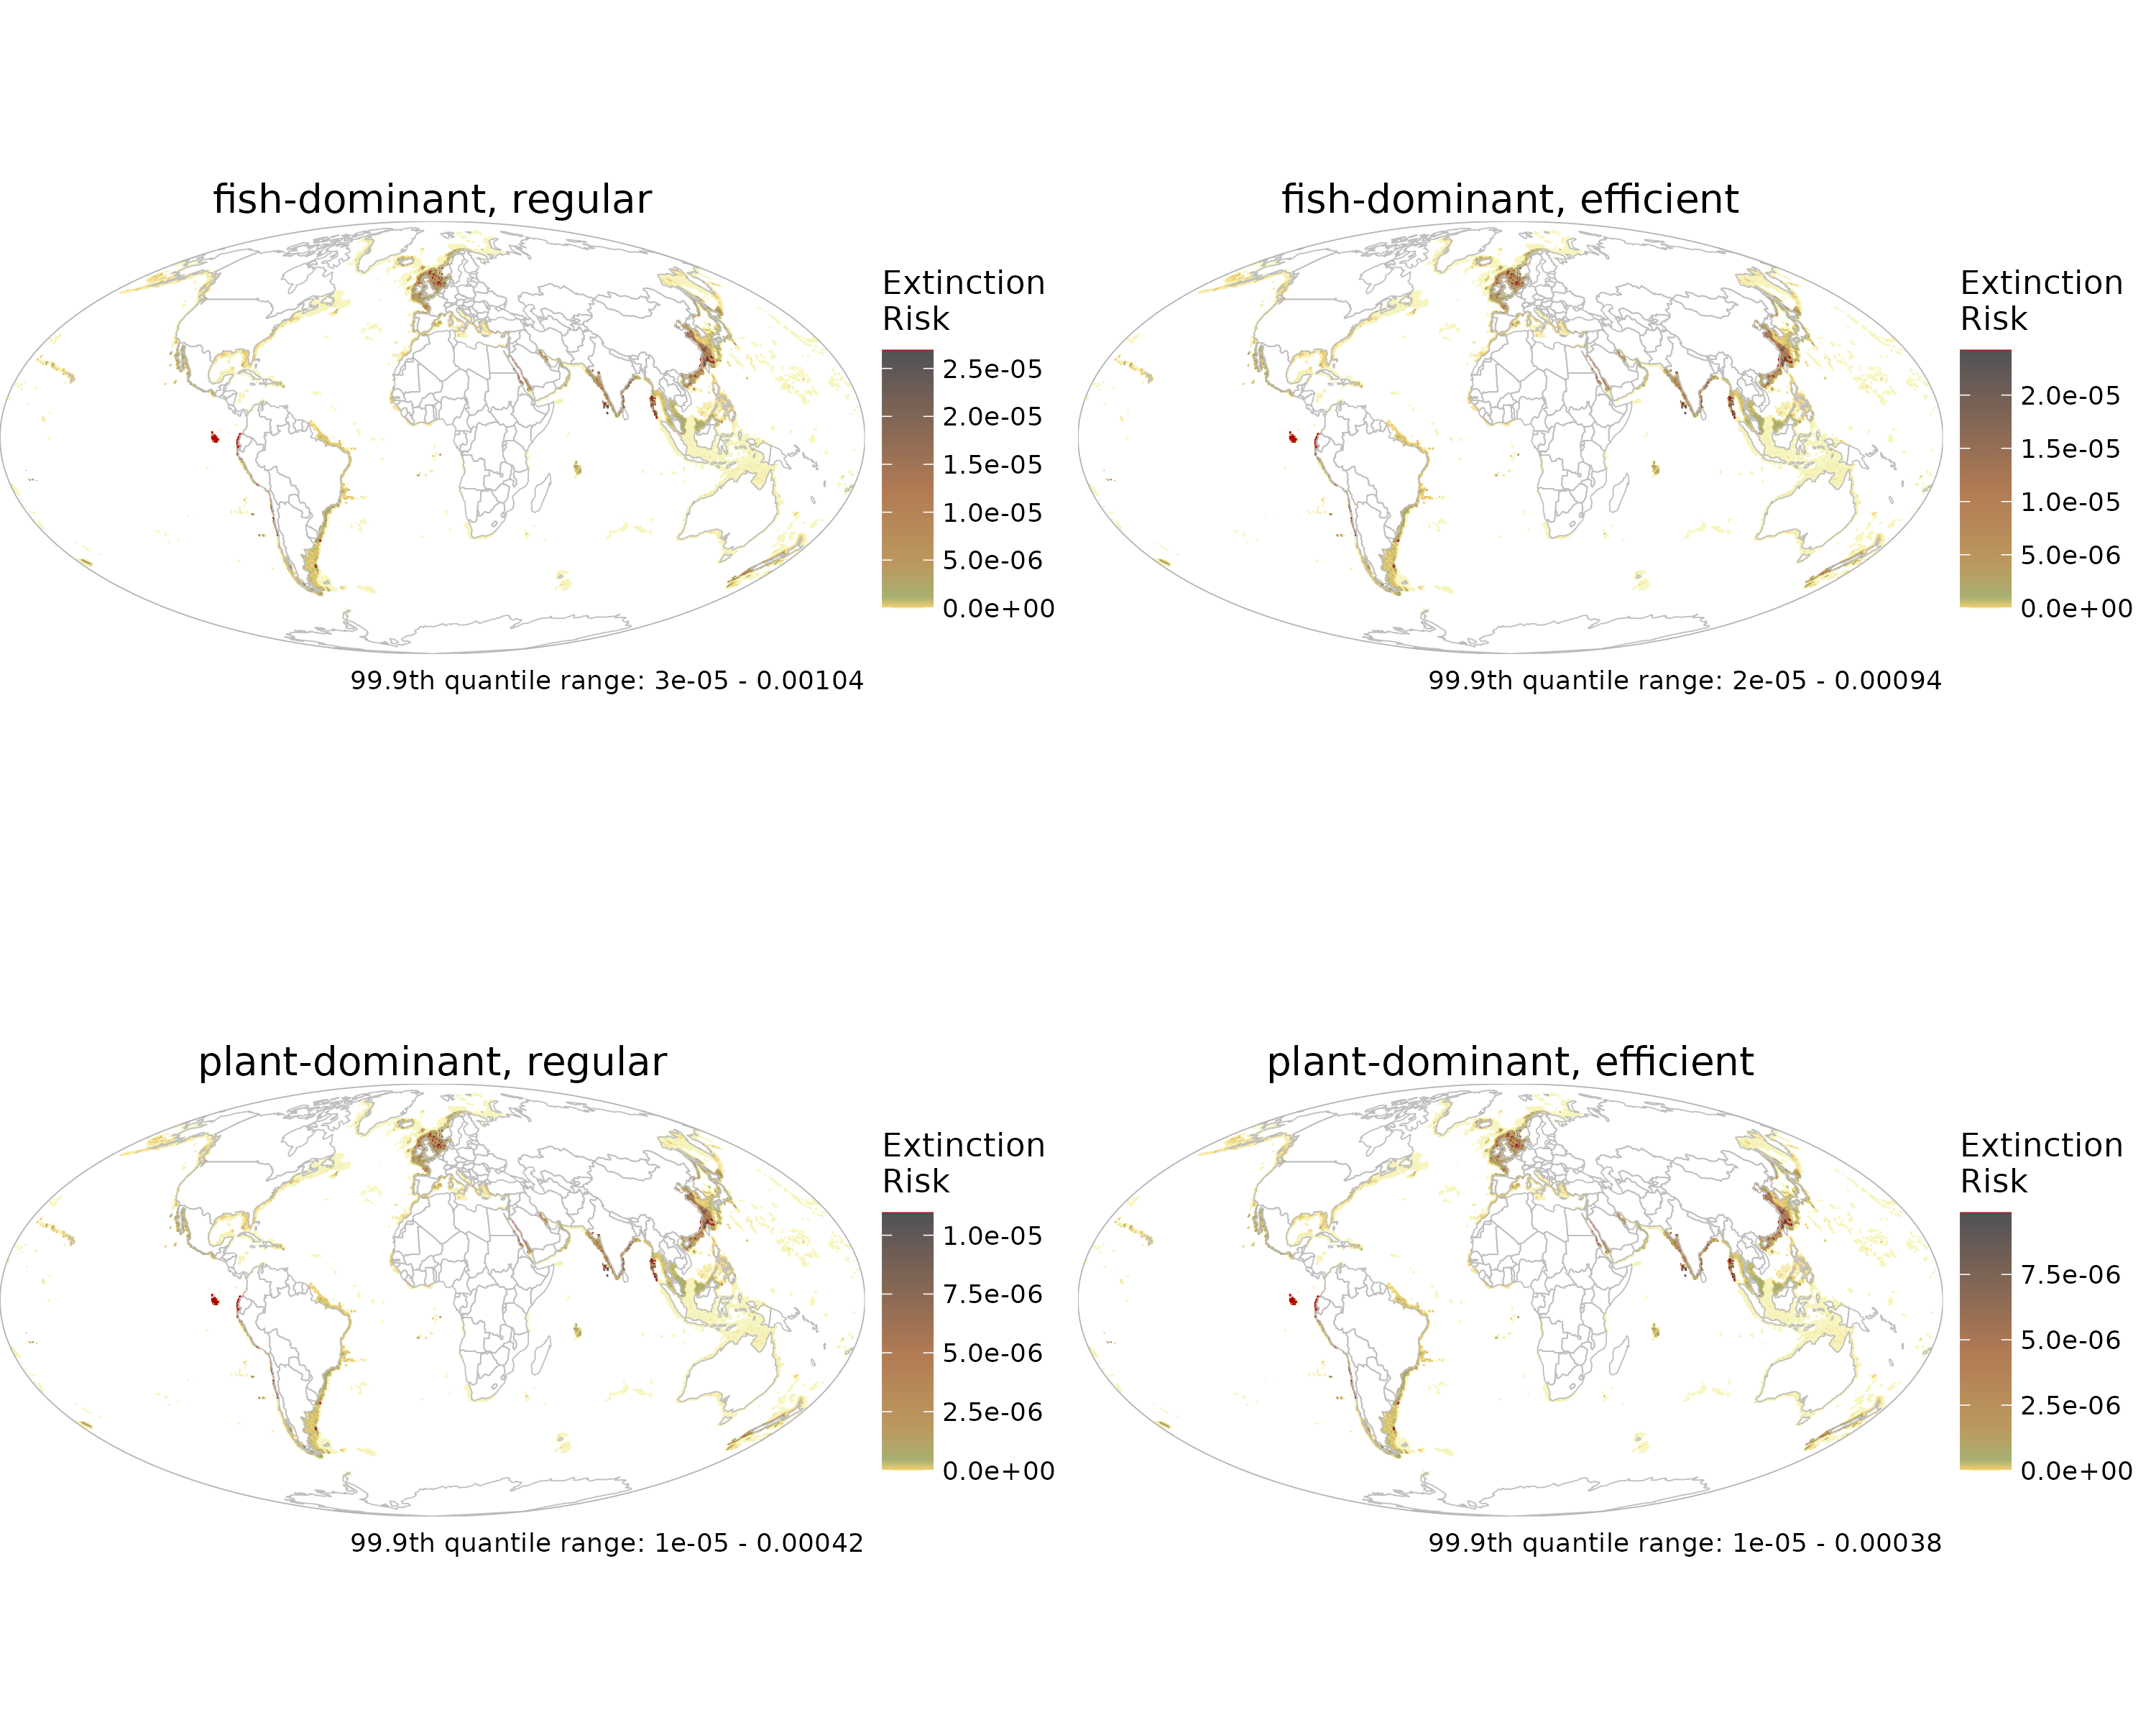 fish-dominant, regular
Extinction
Risk
2.5e-05
2.0e-05
1.5e-05
1.0e-05
5.0e-06
0.0e+00
99.9th quantile range: 3e-05 - 0.00104
fish-dominant, efficient
Extinction
Risk
2.0e-05
1.5e-05
1.0e-05
5.0e-06
0.0e+00
99.9th quantile range: 2e-05 - 0.00094
plant-dominant, regular
Extinction
Risk
1.0e-05
7.5e-06
5.0e-06
2.5e-06
0.0e+00
99.9th quantile range: 1e-05 - 0.00042
plant-dominant, efficient
Extinction
Risk
7.5e-06
5.0e-06
2.5e-06
0.0e+00
99.9th quantile range: 1e-05 - 0.00038